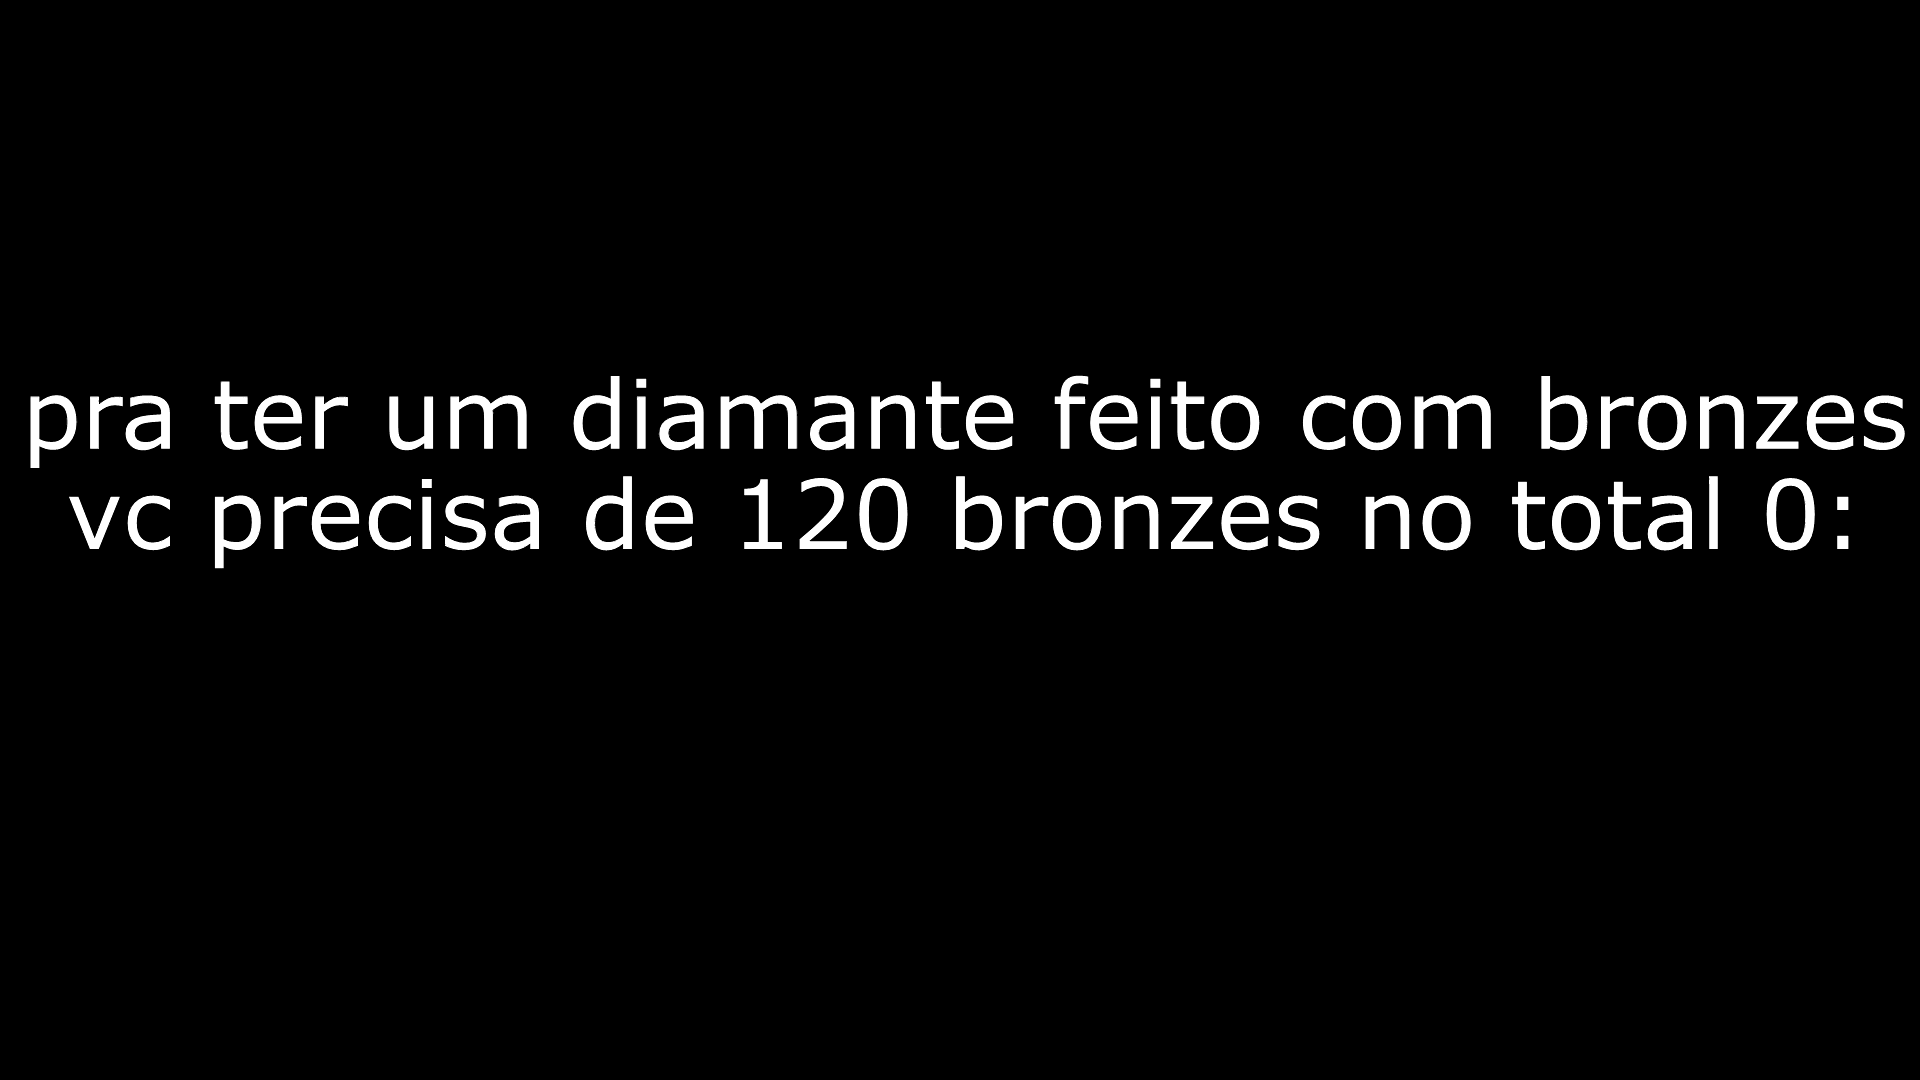 pra ter um diamante feito com bronzes
vc precisa de 120 bronzes no total 0: